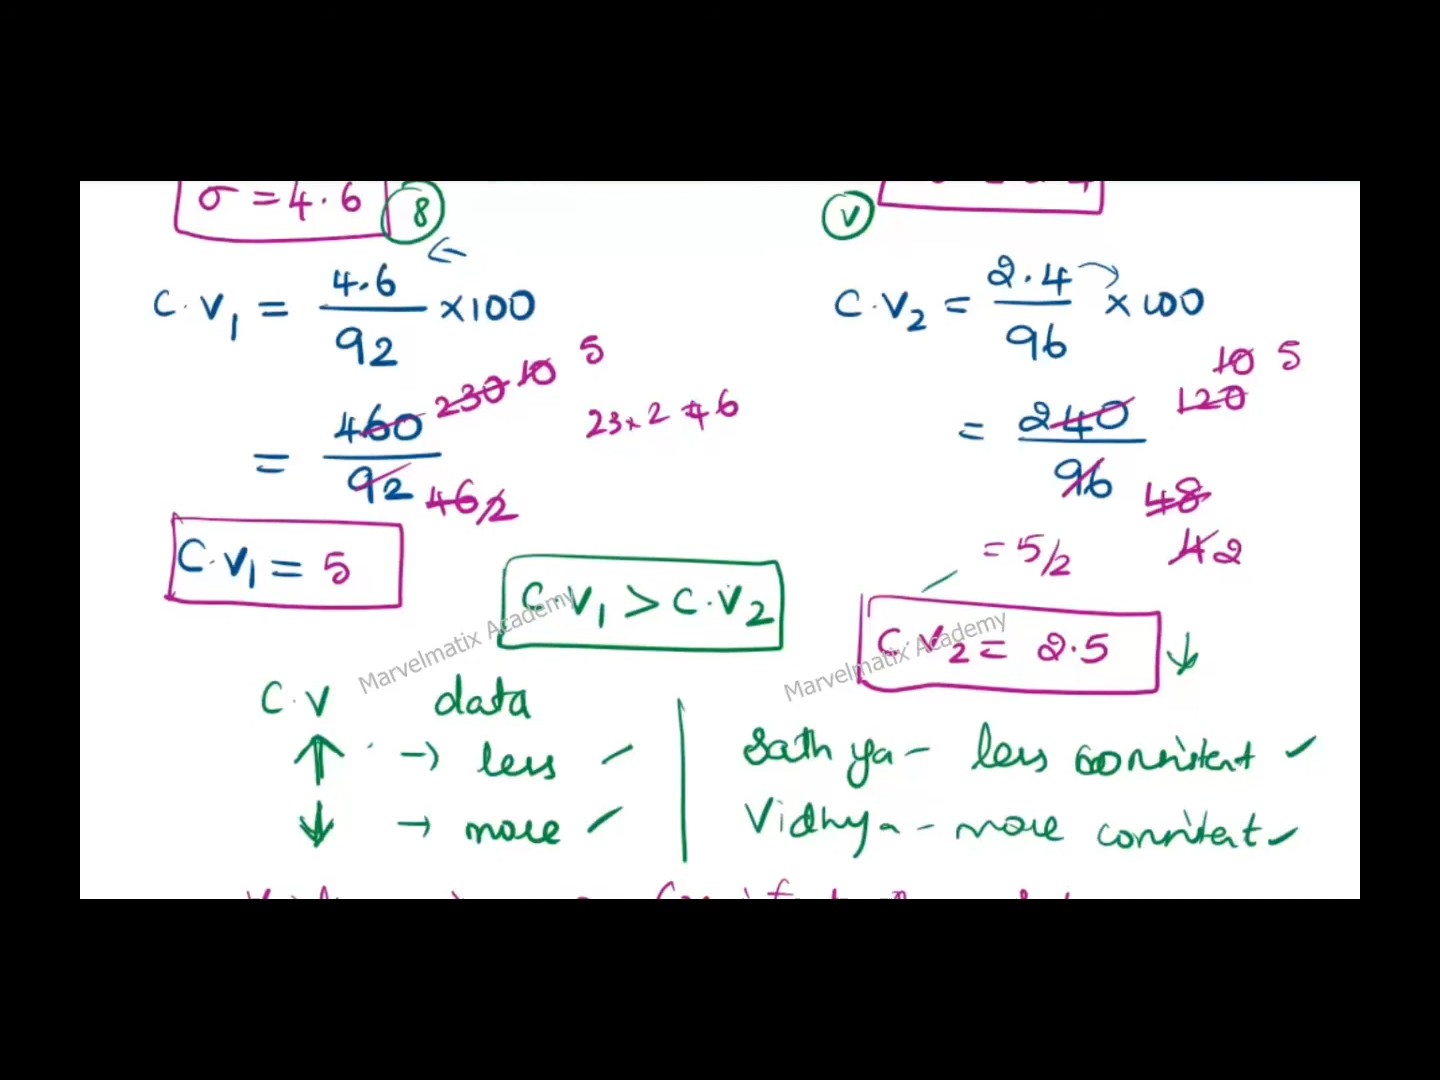 σ = 4.6 8
C.V₁ = 4.6/92 ×100
= 460/92 230 10 5 46 2
23×2 46
C.V₁ = 5
V
C.V₂ = 2.4/96 ×100
= 240/96 120 10 5 48 4 2
= 5/2
C.V₂ = 2.5 ↓
C.V₁ > C.V₂
Marvelmatix Academy
Marvelmatix Academy
C.V data
↑ → less ✓
↓ → more ✓
Sathya - less consistent ✓
Vidhya - more consistent ✓